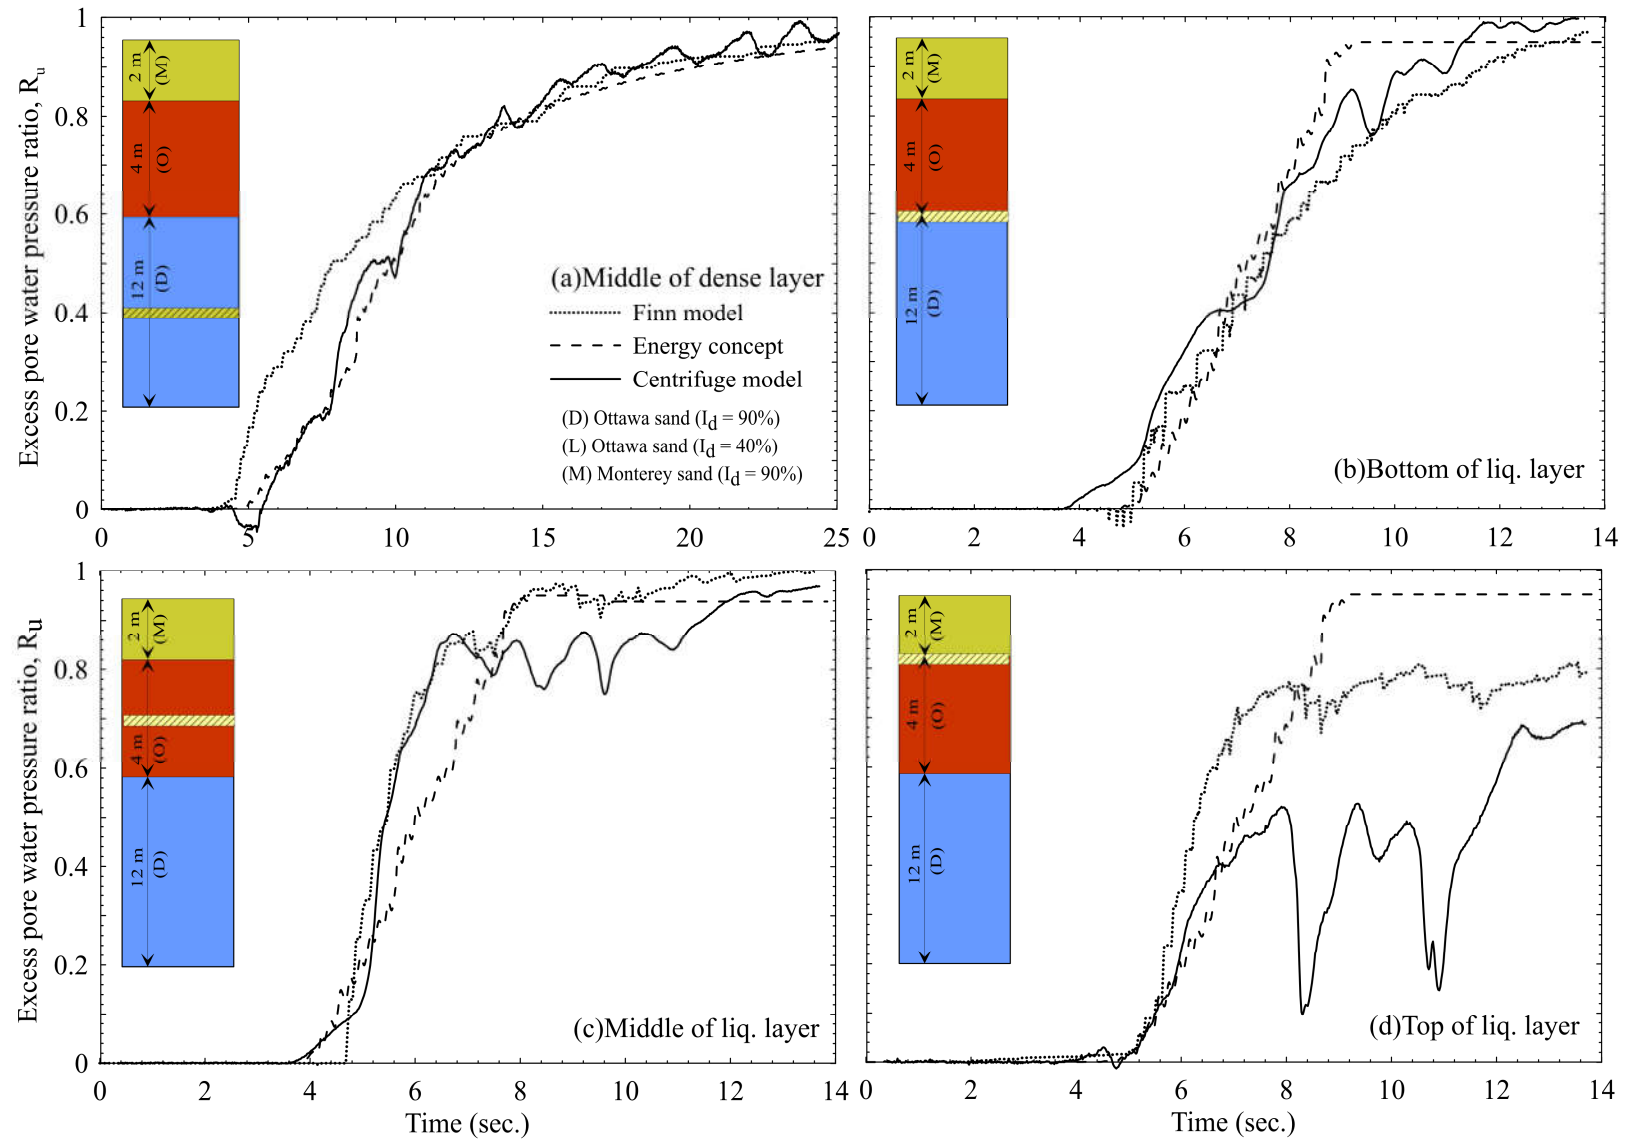 Excess pore water pressure ratio, Ru
1
0.8
0.6
0.4
0.2
0
2 m
(M)
4 m
(O)
12 m
(D)
(a)Middle of dense layer
Finn model
Energy concept
Centrifuge model
(D) Ottawa sand (Id = 90%)
(L) Ottawa sand (Id = 40%)
(M) Monterey sand (Id = 90%)
0 5 10 15 20 25
2 m
(M)
4 m
(O)
12 m
(D)
(b)Bottom of liq. layer
0 2 4 6 8 10 12 14
Excess pore water pressure ratio, Ru
1
0.8
0.6
0.4
0.2
0
2 m
(M)
4 m
(O)
12 m
(D)
(c)Middle of liq. layer
0 2 4 6 8 10 12 14
Time (sec.)
2 m
(M)
4 m
(O)
12 m
(D)
(d)Top of liq. layer
0 2 4 6 8 10 12 14
Time (sec.)